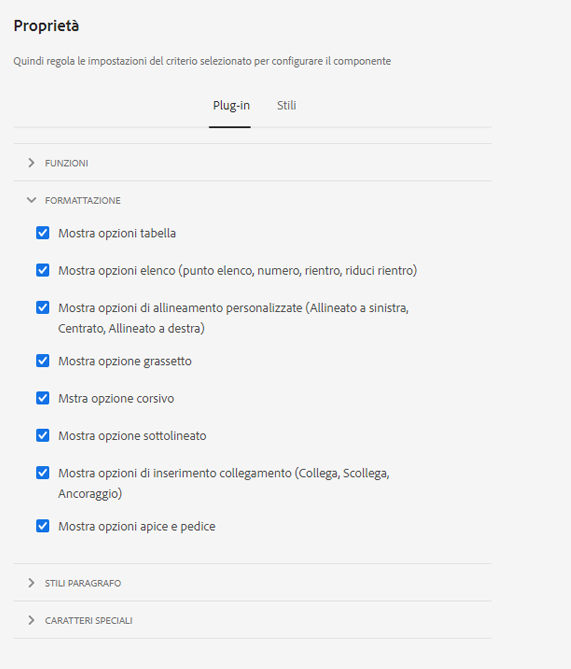 Proprietà
Quindi regola le impostazioni del criterio selezionato per configurare il componente
Plug-in Stili
FUNZIONI
FORMATTAZIONE
Mostra opzioni tabella
Mostra opzioni elenco (punto elenco, numero, rientro, riduci rientro)
Mostra opzioni di allineamento personalizzate (Allineato a sinistra,
Centrato, Allineato a destra)
Mostra opzione grassetto
Mstra opzione corsivo
Mostra opzione sottolineato
Mostra opzioni di inserimento collegamento (Collega, Scollega,
Ancoraggio)
Mostra opzioni apice e pedice
STILI PARAGRAFO
CARATTERI SPECIALI